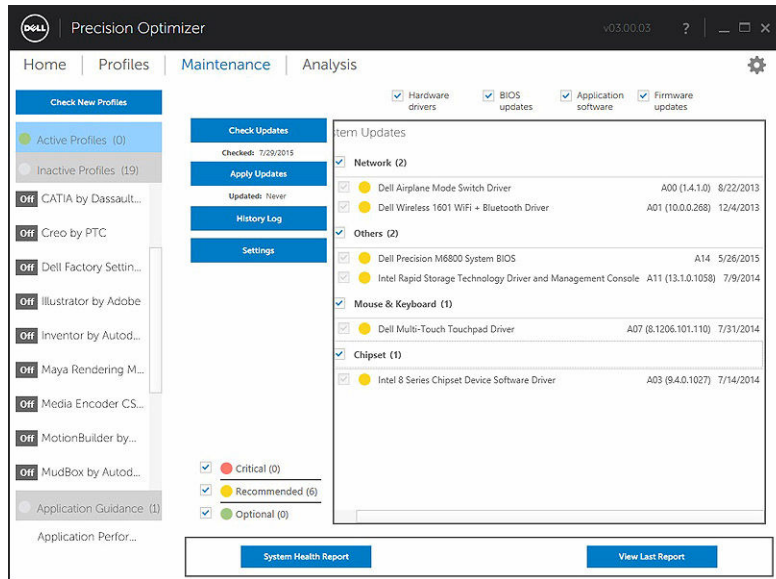 DELL Precision Optimizer v03.00.03 ?
Home Profiles Maintenance Analysis
Check New Profiles
Active Profiles (0)
Inactive Profiles (19)
Off CATIA by Dassault...
Off Creo by PTC
Off Dell Factory Settin...
Off Illustrator by Adobe
Off Inventor by Autod...
Off Maya Rendering M...
Off Media Encoder CS...
Off MotionBuilder by...
Off MudBox by Autod...
Application Guidance (1)
Application Perfor...
Check Updates
Checked: 7/29/2015
Apply Updates
Updated: Never
History Log
Settings
Critical (0)
Recommended (6)
Optional (0)
Hardware drivers
BIOS updates
Application software
Firmware updates
tem Updates
Network (2)
Dell Airplane Mode Switch Driver A00 (1.4.1.0) 8/22/2013
Dell Wireless 1601 WiFi + Bluetooth Driver A01 (10.0.0.268) 12/4/2013
Others (2)
Dell Precision M6800 System BIOS A14 5/26/2015
Intel Rapid Storage Technology Driver and Management Console A11 (13.1.0.1058) 7/9/2014
Mouse & Keyboard (1)
Dell Multi-Touch Touchpad Driver A07 (8.1206.101.110) 7/31/2014
Chipset (1)
Intel 8 Series Chipset Device Software Driver A03 (9.4.0.1027) 7/14/2014
System Health Report
View Last Report